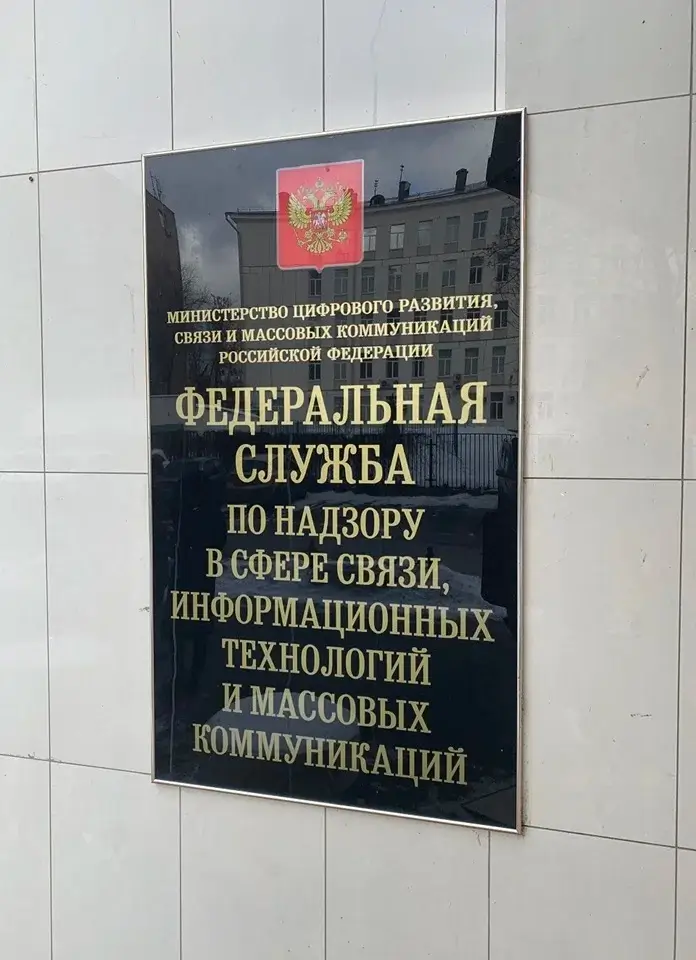 МИНИСТЕРСТВО ЦИФРОВОГО РАЗВИТИЯ,
СВЯЗИ И МАССОВЫХ КОММУНИКАЦИЙ
РОССИЙСКОЙ ФЕДЕРАЦИИ
ФЕДЕРАЛЬНАЯ
СЛУЖБА
ПО НАДЗОРУ
В СФЕРЕ СВЯЗИ,
ИНФОРМАЦИОННЫХ
ТЕХНОЛОГИЙ
И МАССОВЫХ
КОММУНИКАЦИЙ